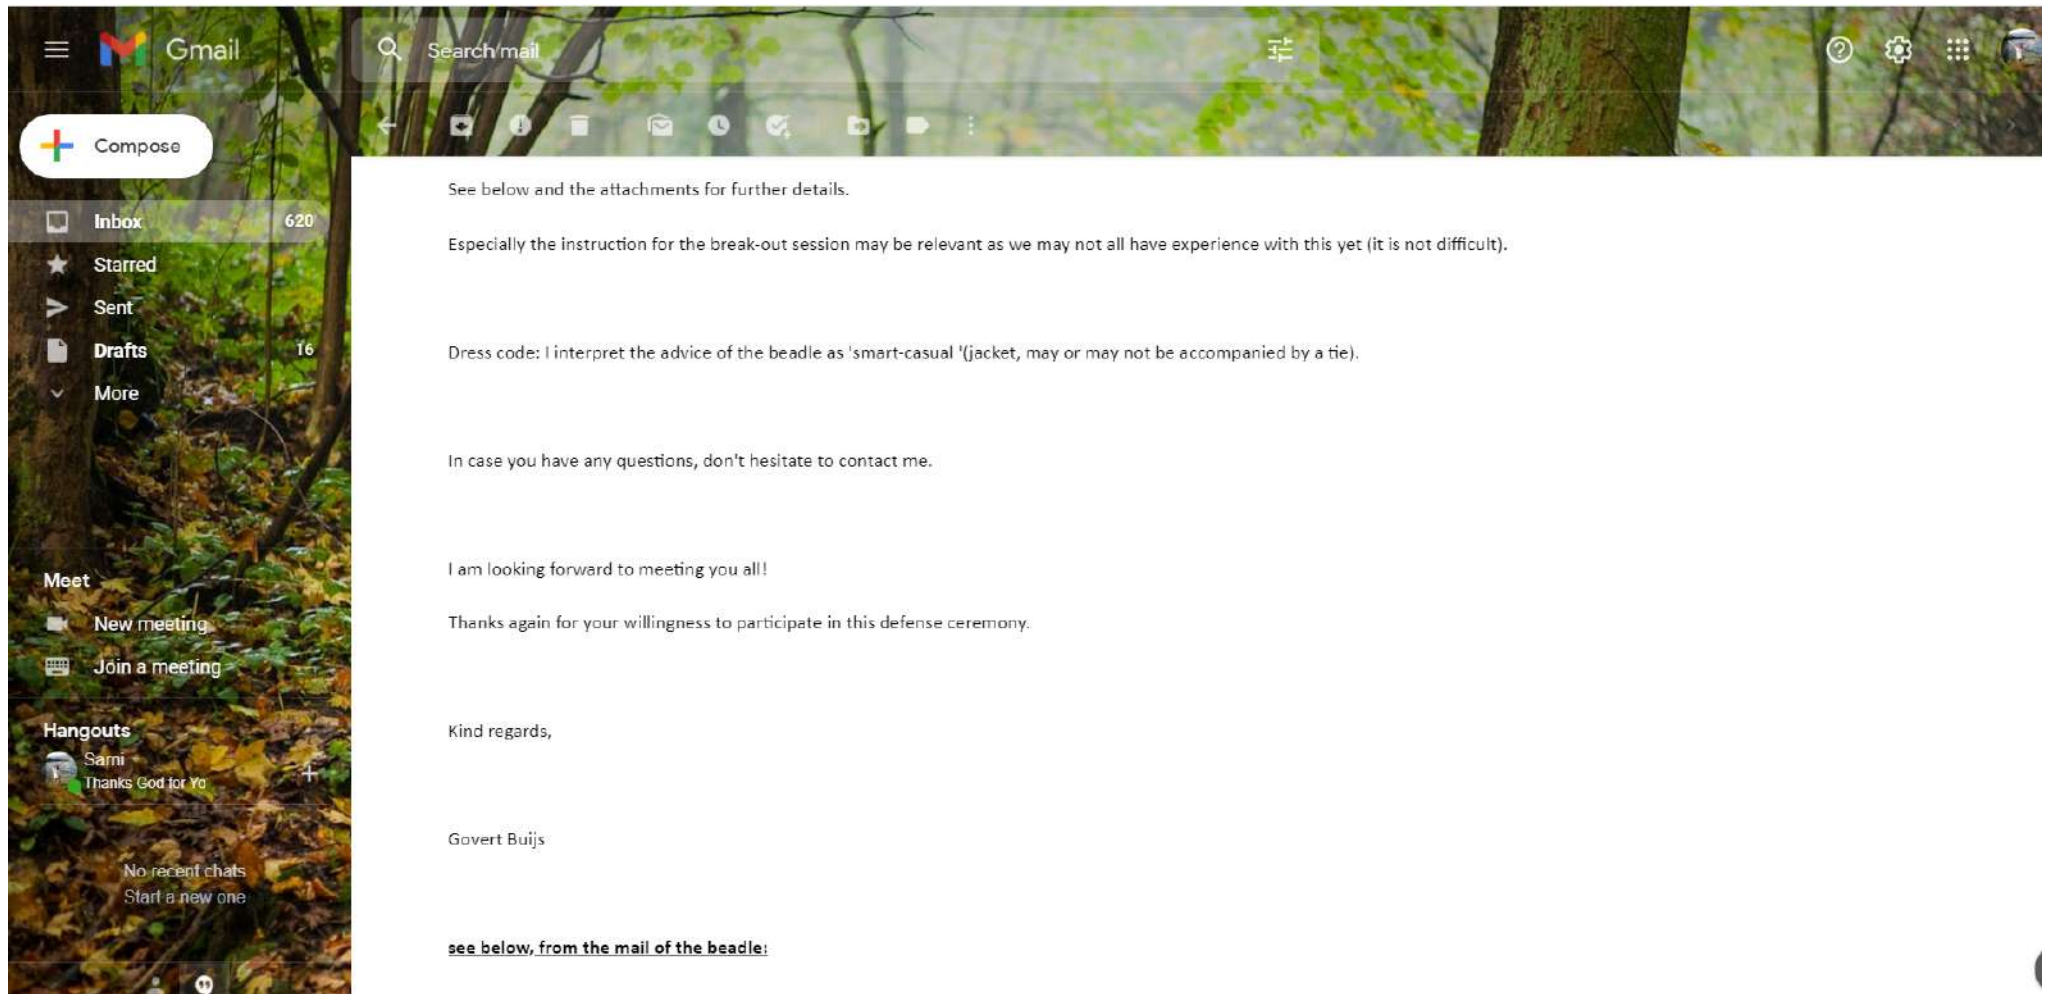 Gmail
Search mail
Compose
Inbox 620
Starred
Sent
Drafts 16
More
Meet
New meeting
Join a meeting
Hangouts
Sami
Thanks God for Yo
No recent chats
Start a new one
See below and the attachments for further details.
Especially the instruction for the break-out session may be relevant as we may not all have experience with this yet (it is not difficult).
Dress code: I interpret the advice of the beadle as 'smart-casual '(jacket, may or may not be accompanied by a tie).
In case you have any questions, don't hesitate to contact me.
I am looking forward to meeting you all!
Thanks again for your willingness to participate in this defense ceremony.
Kind regards,
Govert Buijs
see below, from the mail of the beadle: